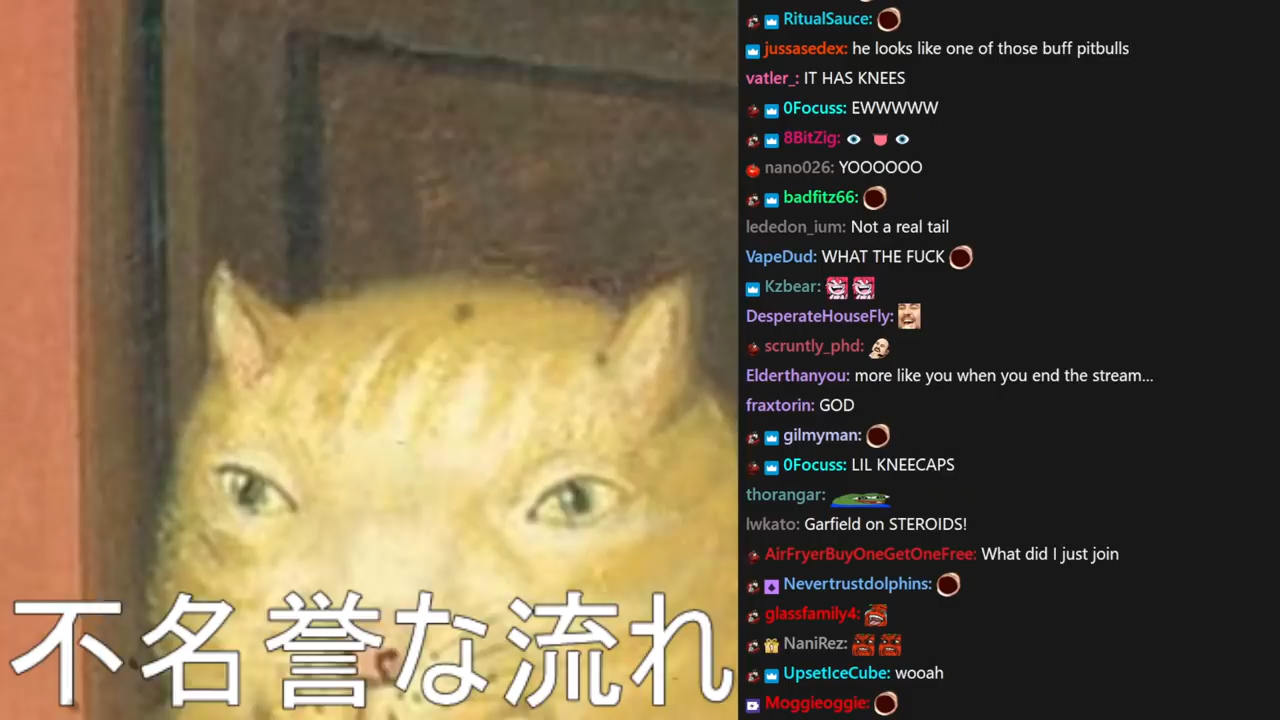 不名誉な流れ
RitualSauce:
jussasedex: he looks like one of those buff pitbulls
vatler_: IT HAS KNEES
0Focuss: EWWWWW
8BitZig:
nano026: YOOOOOO
badfitz66:
lededon_ium: Not a real tail
VapeDud: WHAT THE FUCK
Kzbear:
DesperateHouseFly:
scruntly_phd:
Elderthanyou: more like you when you end the stream...
fraxtorin: GOD
gilmyman:
0Focuss: LIL KNEECAPS
thorangar:
lwkato: Garfield on STEROIDS!
AirFryerBuyOneGetOneFree: What did I just join
Nevertrustdolphins:
glassfamily4:
NaniRez:
UpsetIceCube: wooah
Moggieoggie: